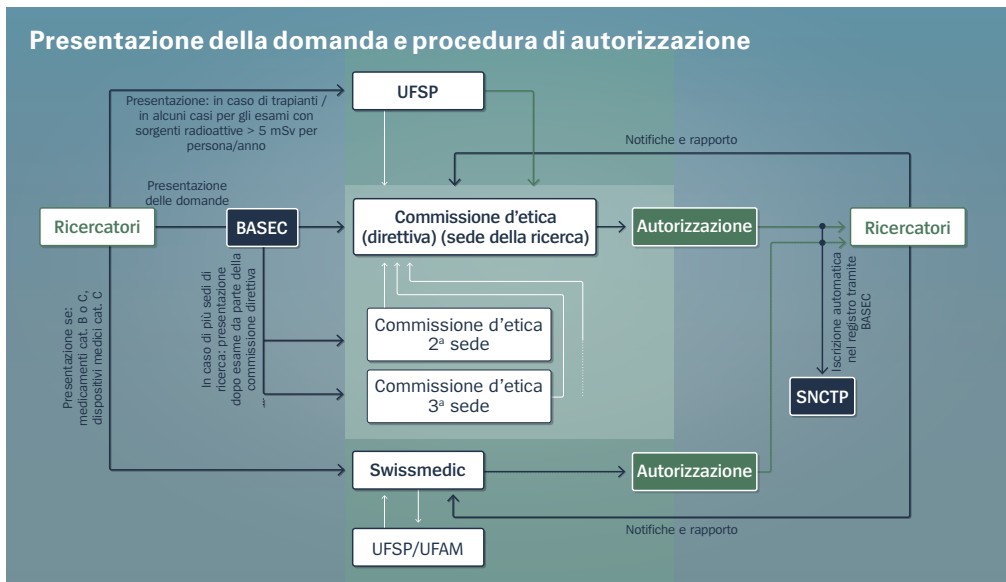 Presentazione della domanda e procedura di autorizzazione
UFSP
Presentazione: in caso di trapianti /
in alcuni casi per gli esami con
sorgenti radioattive > 5 mSv per
persona/anno
Notifiche e rapporto
Presentazione
delle domande
Ricercatori
BASEC
Commissione d'etica
(direttiva) (sede della ricerca)
Autorizzazione
Ricercatori
Presentazione se:
medicamenti cat. B o C,
dispositivi medici cat. C
In caso di più sedi di
ricerca: presentazione
dopo esame da parte della
commissione direttiva
Commissione d'etica
2ª sede
Commissione d'etica
3ª sede
Iscrizione automatica
nel registro tramite
BASEC
SNCTP
Swissmedic
Autorizzazione
Notifiche e rapporto
UFSP/UFAM